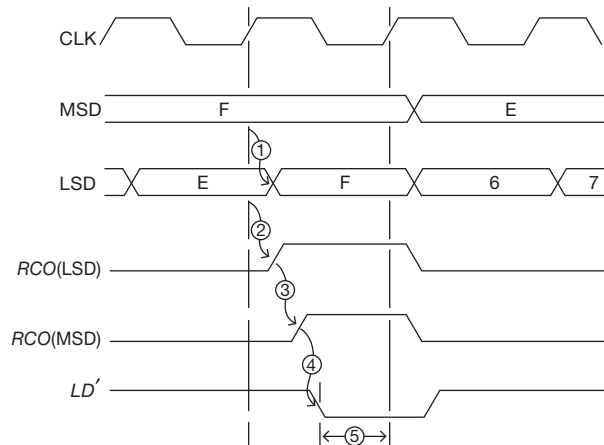 CLK
MSD F E
① 
LSD E F 6 7
②
RCO(LSD)
③
RCO(MSD)
④
LD′
⑤